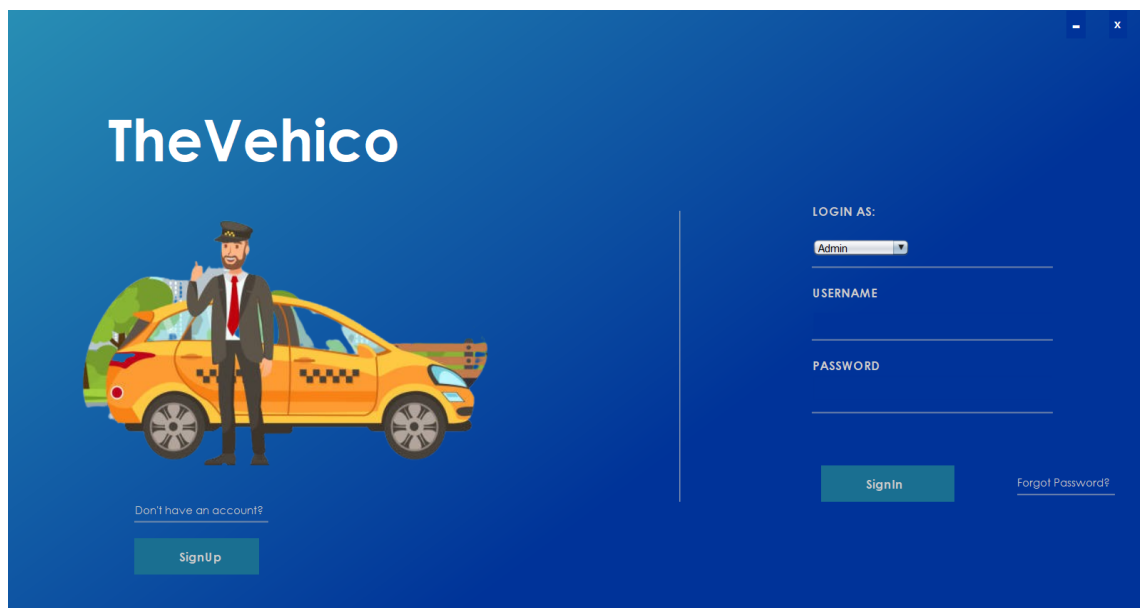 x
TheVehico
LOGIN AS:
Admin
USERNAME
PASSWORD
SignIn
Forgot Password?
Don't have an account?
SignUp